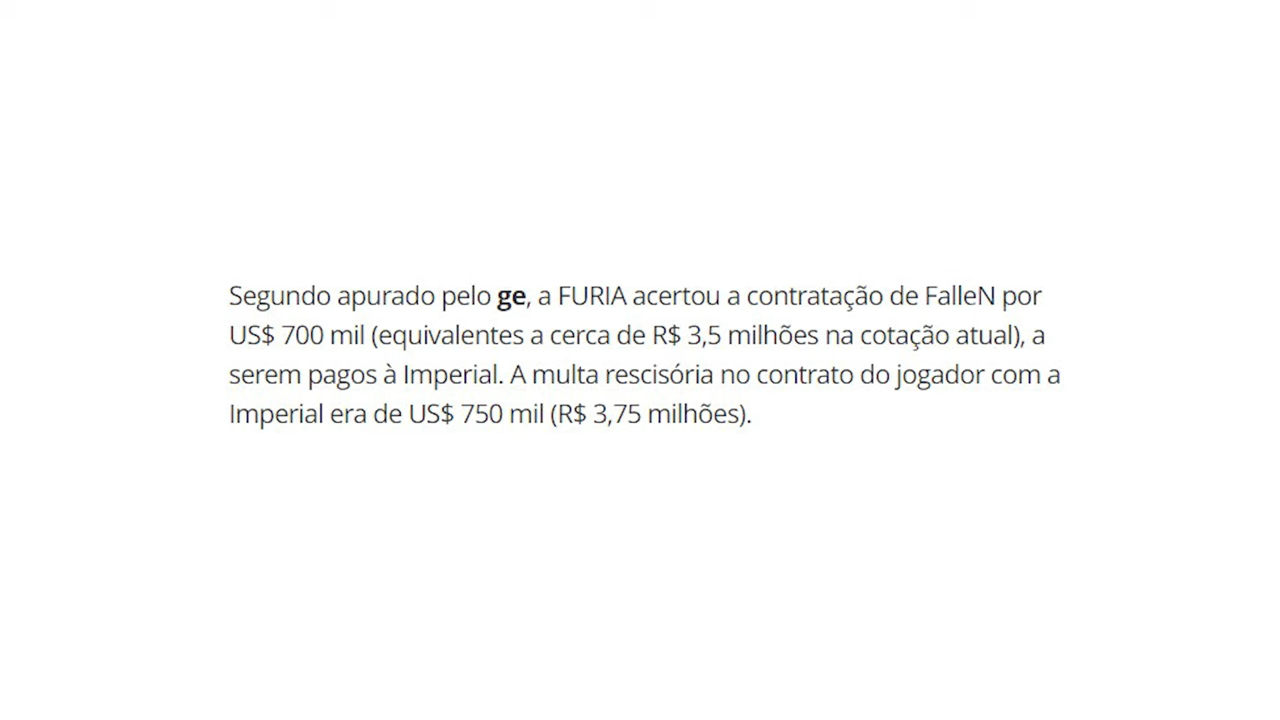 Segundo apurado pelo ge, a FURIA acertou a contratação de FalleN por
US$ 700 mil (equivalentes a cerca de R$ 3,5 milhões na cotação atual), a
serem pagos à Imperial. A multa rescisória no contrato do jogador com a
Imperial era de US$ 750 mil (R$ 3,75 milhões).